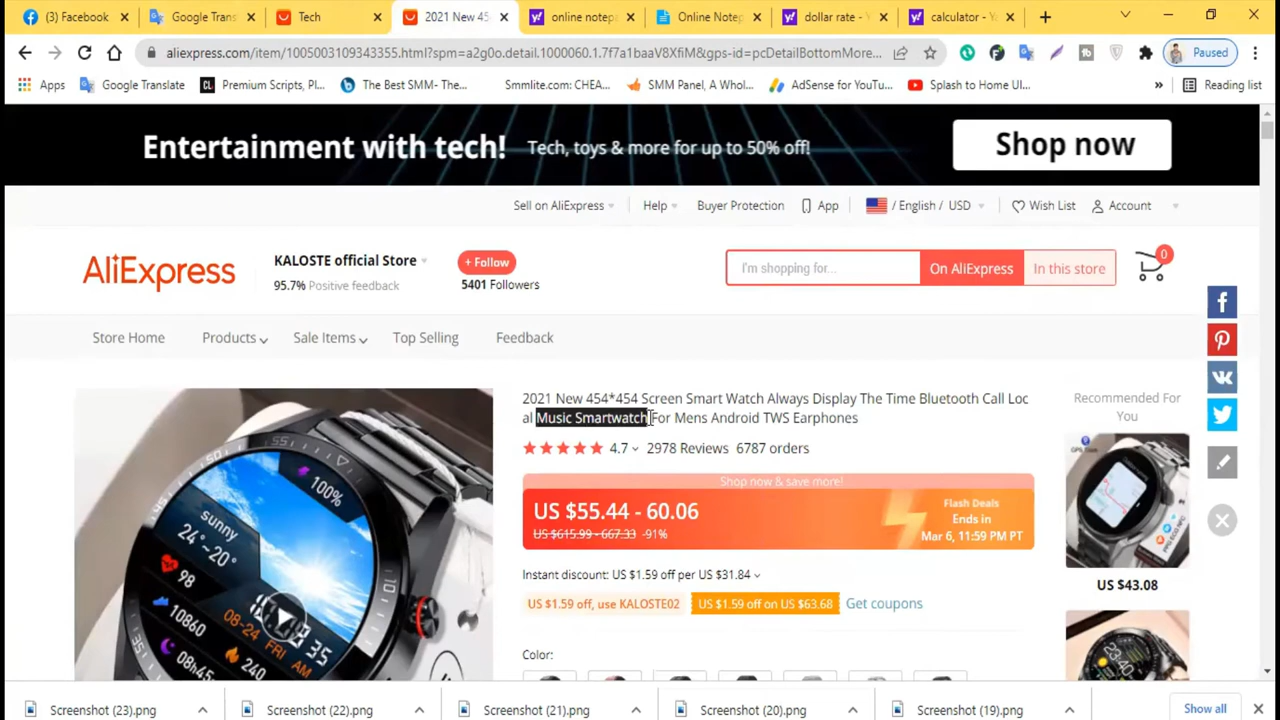 (3) Facebook
Google Trans
Tech
2021 New 45
online notep
Online Notep
dollar rate - Y
calculator - Y
aliexpress.com/item/1005003109343355.html?spm=a2g0o.detail.1000060.1.7f7a1baaV8XfiM&gps-id=pcDetailBottomMore...
Paused
Apps
Google Translate
Premium Scripts, Pl...
The Best SMM- The...
Smmlite.com: CHEA...
SMM Panel, A Whol...
AdSense for YouTu...
Splash to Home UI...
»
Reading list
Entertainment with tech! Tech, toys & more for up to 50% off!
Shop now
Sell on AliExpress
Help
Buyer Protection
App
/ English / USD
Wish List
Account
AliExpress
KALOSTE official Store
95.7% Positive feedback
+ Follow
5401 Followers
I'm shopping for...
On AliExpress
In this store
0
Store Home
Products
Sale Items
Top Selling
Feedback
2021 New 454*454 Screen Smart Watch Always Display The Time Bluetooth Call Loc
al Music Smartwatch For Mens Android TWS Earphones
4.7
2978 Reviews
6787 orders
Shop now & save more!
US $55.44 - 60.06
US $615.99 - 667.33 -91%
Flash Deals
Ends in
Mar 6, 11:59 PM PT
Instant discount: US $1.59 off per US $31.84
US $1.59 off, use KALOSTE02
US $1.59 off on US $63.68
Get coupons
Color:
Recommended For
You
US $43.08
100%
sunny
24°~20°
98
10860
08h45
08-24
FRI
AM
240
35
Screenshot (23).png
Screenshot (22).png
Screenshot (21).png
Screenshot (20).png
Screenshot (19).png
Show all